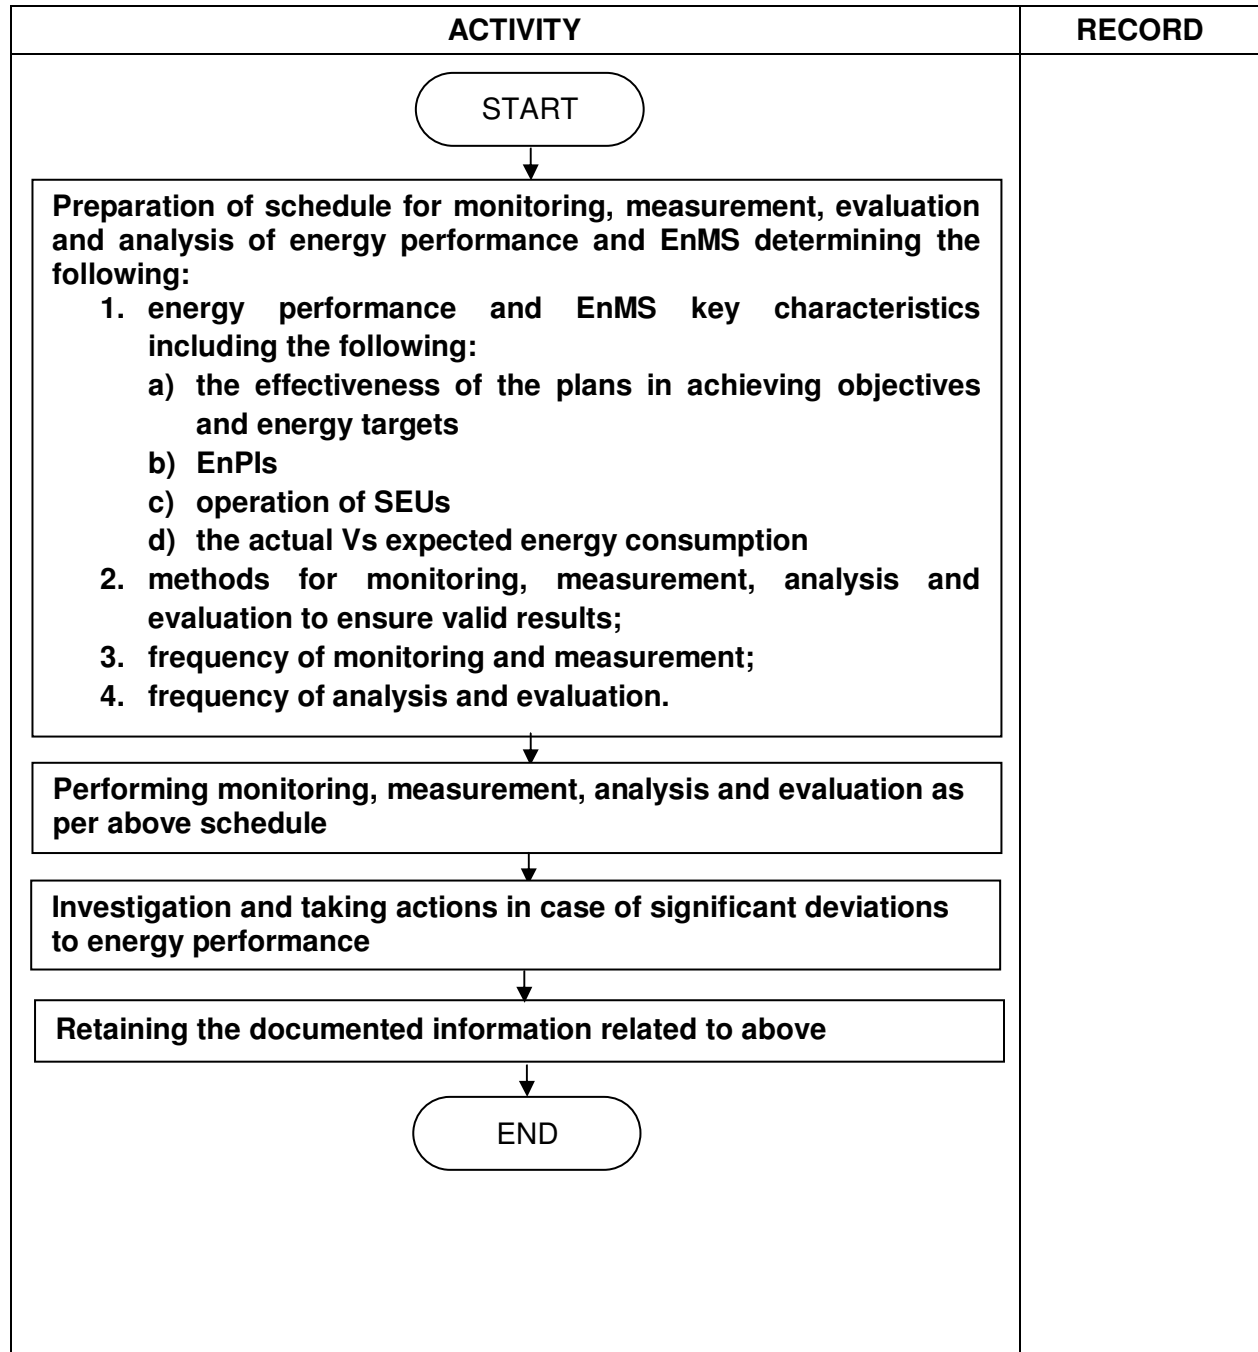 ACTIVITY
RECORD
START
Preparation of schedule for monitoring, measurement, evaluation
and analysis of energy performance and EnMS determining the
following:
1. energy performance and EnMS key characteristics
including the following:
a) the effectiveness of the plans in achieving objectives
and energy targets
b) EnPIs
c) operation of SEUs
d) the actual Vs expected energy consumption
2. methods for monitoring, measurement, analysis and
evaluation to ensure valid results;
3. frequency of monitoring and measurement;
4. frequency of analysis and evaluation.
Performing monitoring, measurement, analysis and evaluation as
per above schedule
Investigation and taking actions in case of significant deviations
to energy performance
Retaining the documented information related to above
END